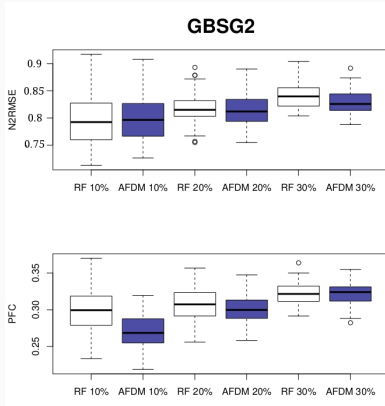 GBSG2
N2RMSE
0.9
0.85
0.8
0.75
RF 10% AFDM 10% RF 20% AFDM 20% RF 30% AFDM 30%
PFC
0.35
0.30
0.25
RF 10% AFDM 10% RF 20% AFDM 20% RF 30% AFDM 30%